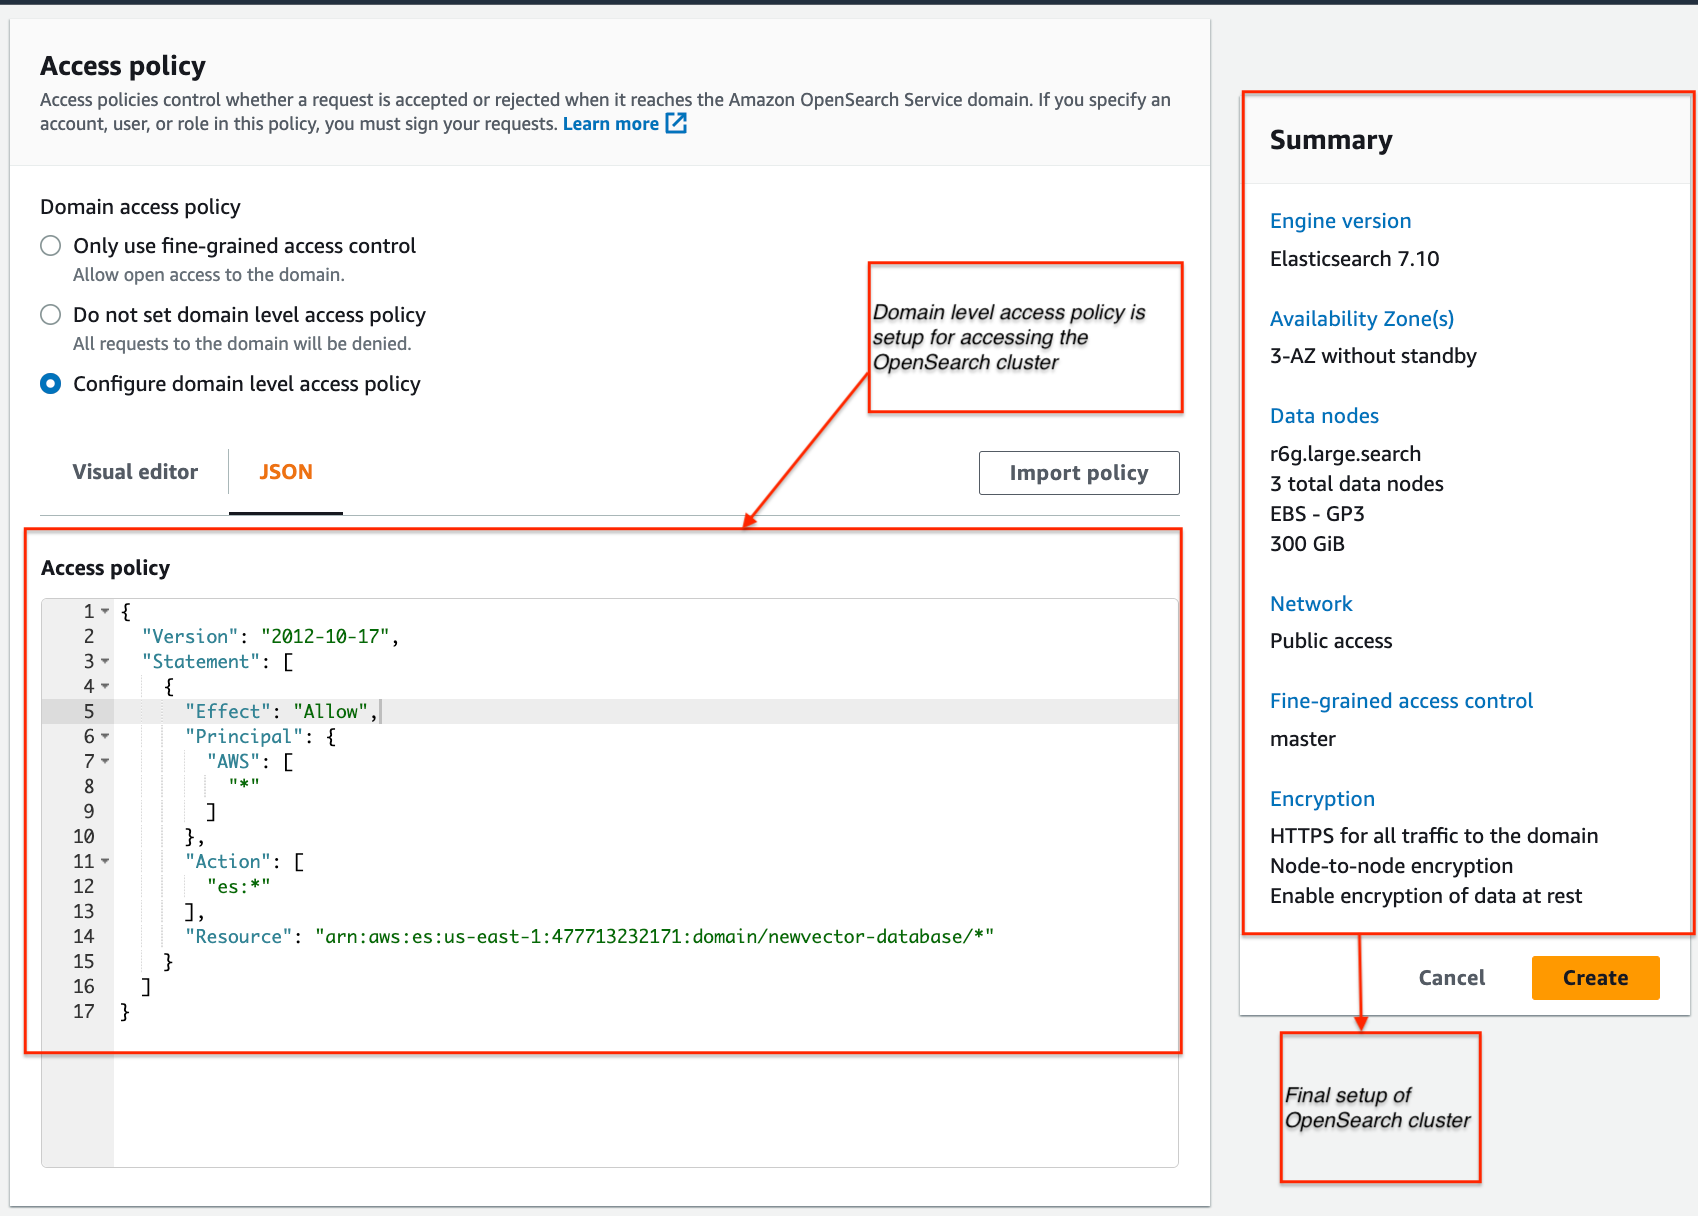 Access policy
Access policies control whether a request is accepted or rejected when it reaches the Amazon OpenSearch Service domain. If you specify an
account, user, or role in this policy, you must sign your requests. Learn more
Domain access policy
Only use fine-grained access control
Allow open access to the domain.
Do not set domain level access policy
All requests to the domain will be denied.
Configure domain level access policy
Domain level access policy is
setup for accessing the
OpenSearch cluster
Visual editor JSON Import policy
Access policy
1 {
2 "Version": "2012-10-17",
3 "Statement": [
4 {
5 "Effect": "Allow",
6 "Principal": {
7 "AWS": [
8 "*"
9 ]
10 },
11 "Action": [
12 "es:*"
13 ],
14 "Resource": "arn:aws:es:us-east-1:477713232171:domain/newvector-database/*"
15 }
16 ]
17 }
Summary
Engine version
Elasticsearch 7.10
Availability Zone(s)
3-AZ without standby
Data nodes
r6g.large.search
3 total data nodes
EBS - GP3
300 GiB
Network
Public access
Fine-grained access control
master
Encryption
HTTPS for all traffic to the domain
Node-to-node encryption
Enable encryption of data at rest
Cancel Create
Final setup of
OpenSearch cluster